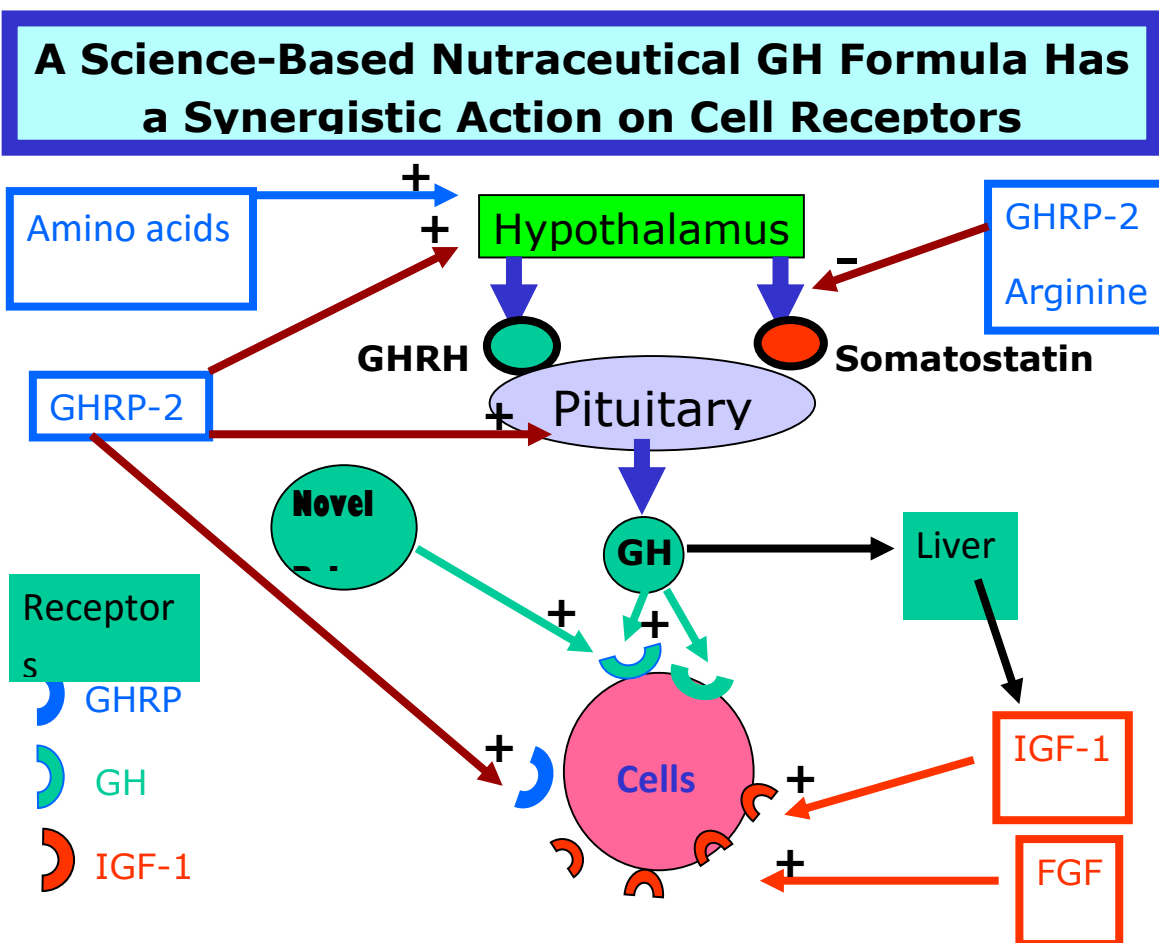 A Science-Based Nutraceutical GH Formula Has
a Synergistic Action on Cell Receptors
+
Amino acids
+
Hypothalamus
GHRP-2
Arginine
–
GHRH
Somatostatin
GHRP-2
+
Pituitary
Novel
GH
Liver
Receptor
s
+
+
GHRP
GH
IGF-1
+
Cells
+
IGF-1
+
FGF